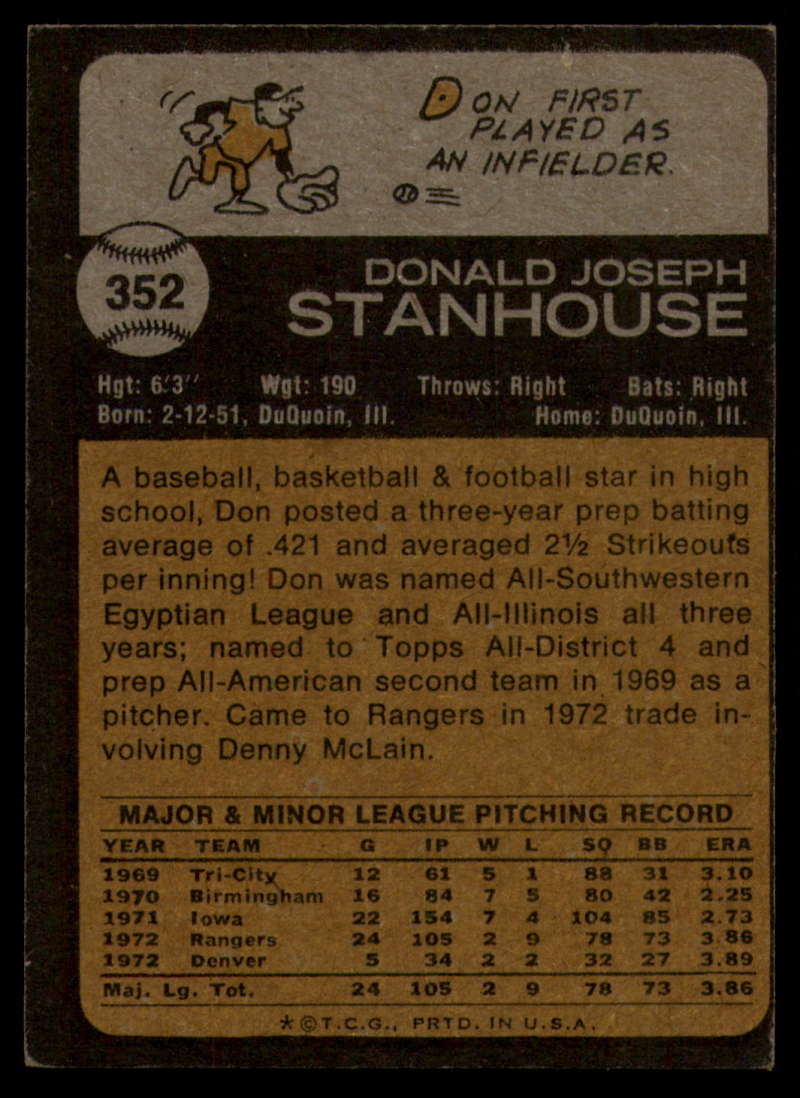 DON FIRST
PLAYED AS
AN INFIELDER.
352
DONALD JOSEPH
STANHOUSE
Hgt: 6'3" Wgt: 190 Throws: Right Bats: Right
Born: 2-12-51, DuQuoin, Ill. Home: DuQuoin, Ill.
A baseball, basketball & football star in high
school, Don posted a three-year prep batting
average of .421 and averaged 2½ Strikeouts
per inning! Don was named All-Southwestern
Egyptian League and All-Illinois all three
years; named to Topps All-District 4 and
prep All-American second team in 1969 as a
pitcher. Came to Rangers in 1972 trade in-
volving Denny McLain.
MAJOR & MINOR LEAGUE PITCHING RECORD
YEAR TEAM G IP W L SO BB ERA
1969 Tri-City 12 61 5 1 88 31 3.10
1970 Birmingham 16 84 7 5 80 42 2.25
1971 Iowa 22 154 7 4 104 85 2.73
1972 Rangers 24 105 2 9 78 73 3.86
1972 Denver 5 34 2 2 32 27 3.89
Maj. Lg. Tot. 24 105 2 9 78 73 3.86
*©T.C.G., PRTD. IN U.S.A.